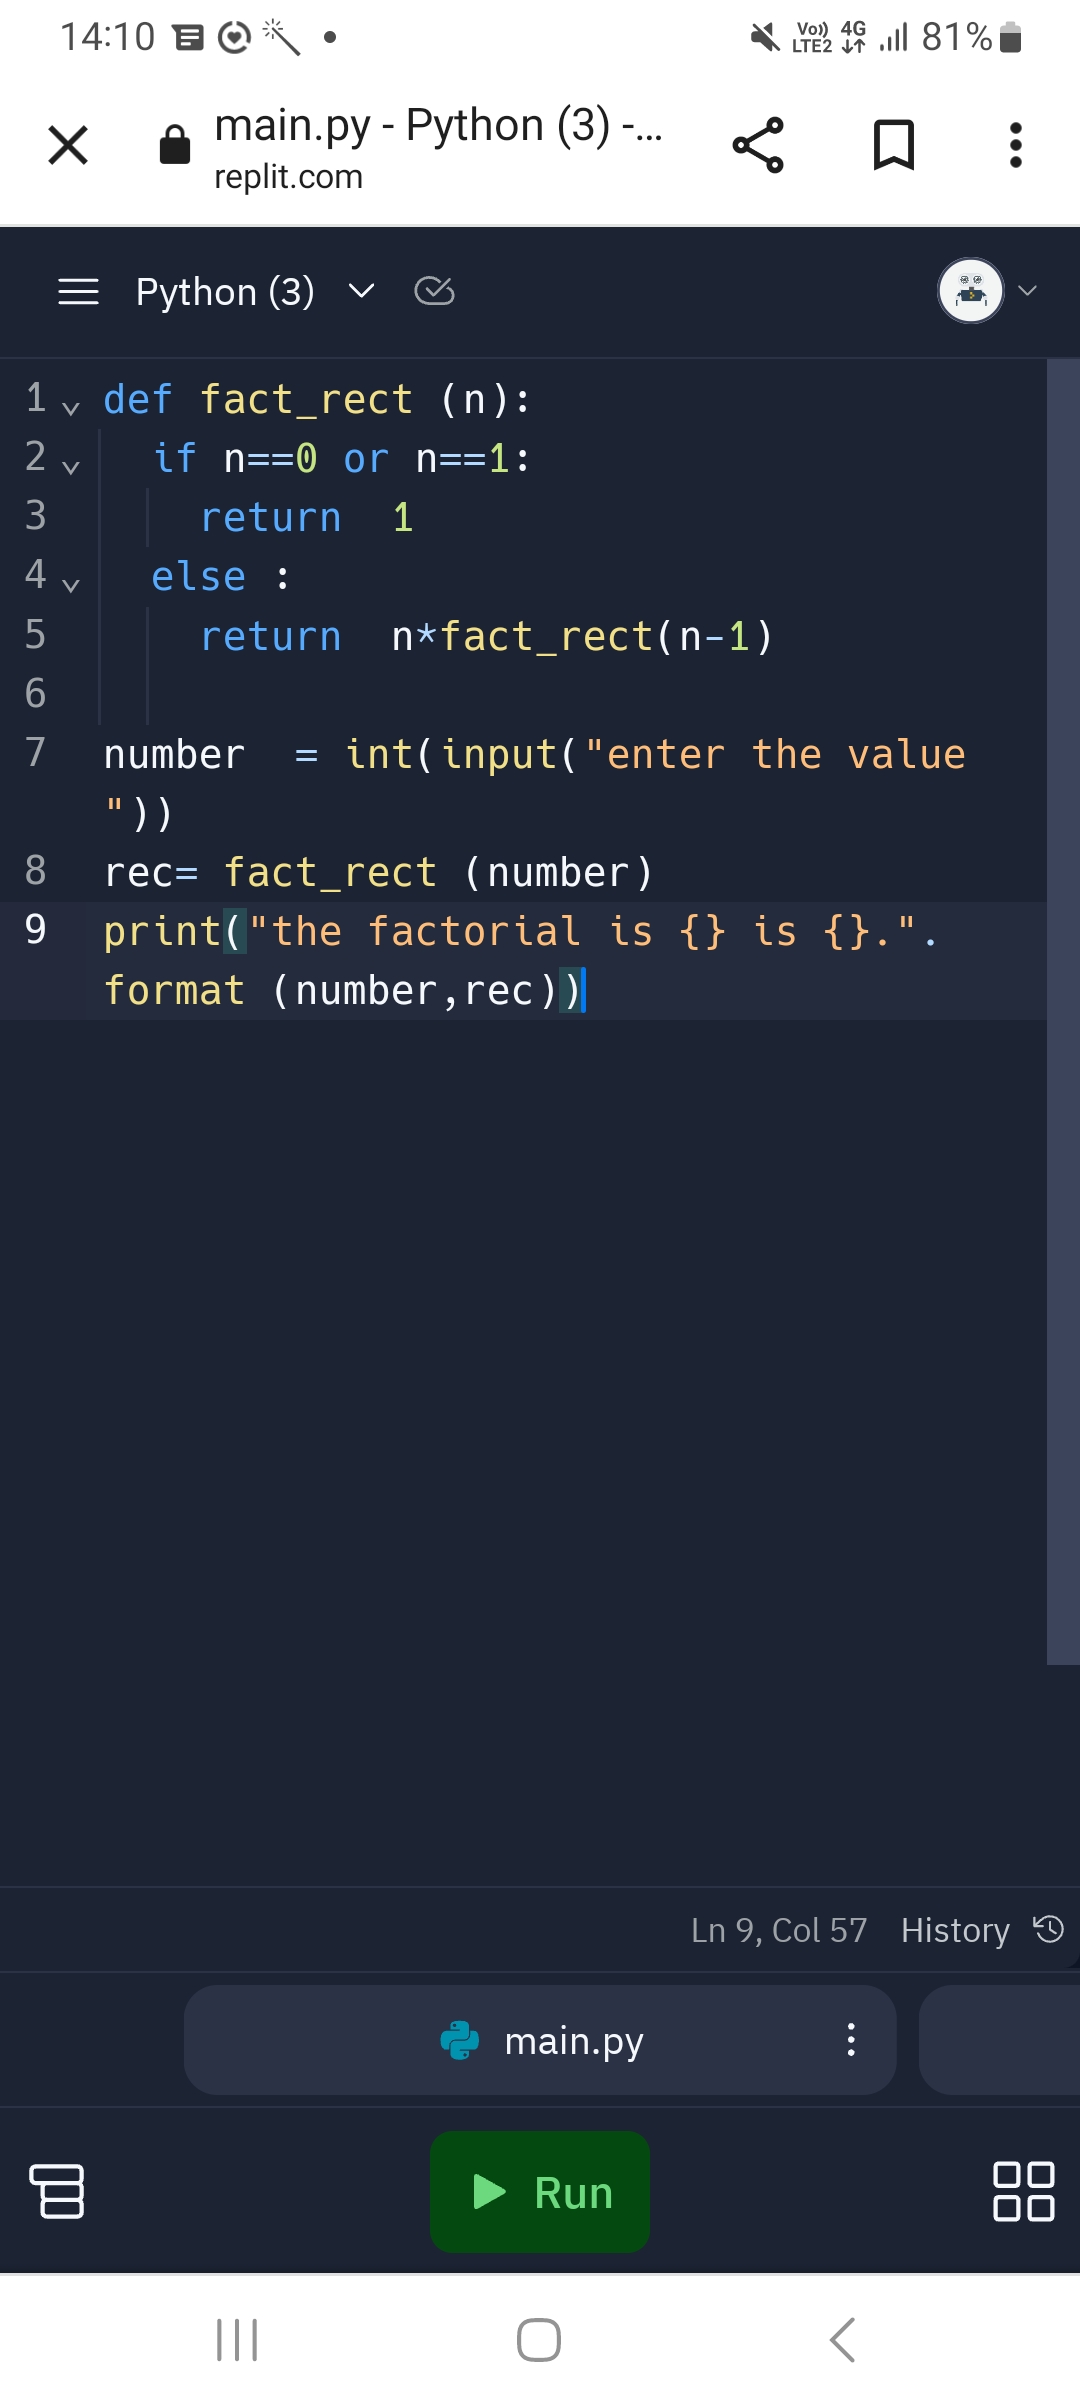 14:10 Vo)) LTE2 4G 81%
main.py - Python (3) -...
replit.com
Python (3)
1 def fact_rect (n):
2 if n==0 or n==1:
3 return  1
4 else :
5 return  n*fact_rect(n-1)
6
7 number  = int(input("enter the value
"))
8 rec= fact_rect (number)
9 print("the factorial is {} is {}.".
format (number,rec))
Ln 9, Col 57 History
main.py
Run